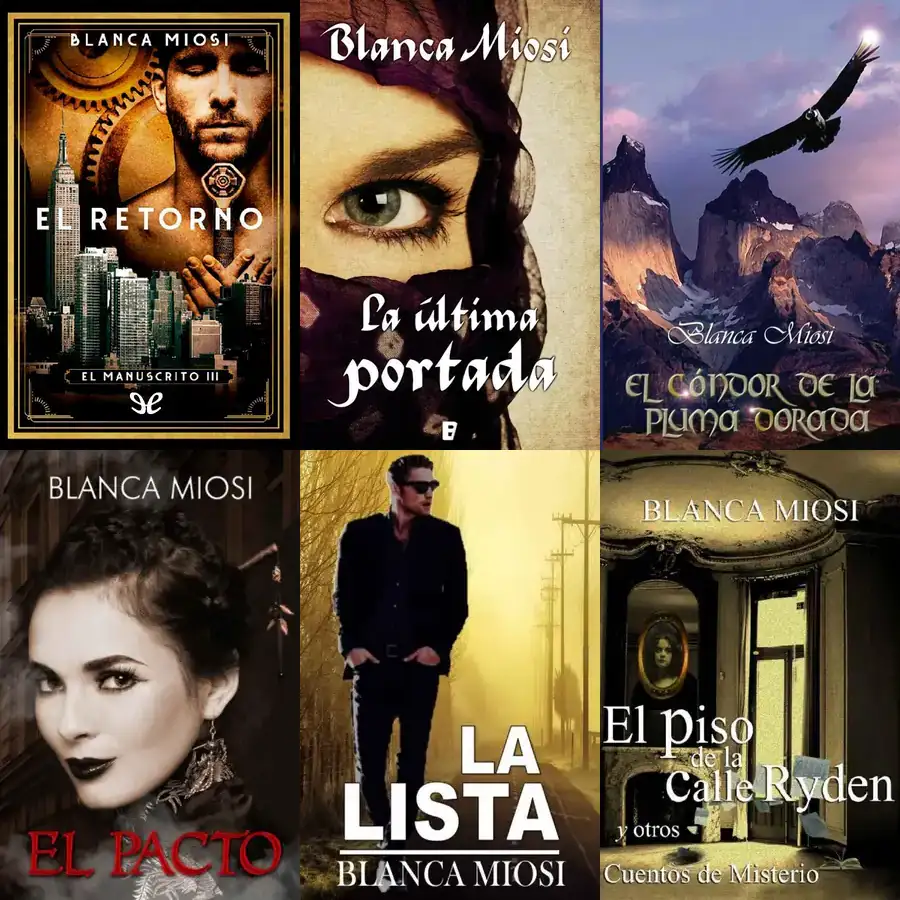 BLANCA MIOSI
EL RETORNO
EL MANUSCRITO III
Blanca Miosi
La última
portada
B
Blanca Miosi
EL CÓNDOR DE LA
PLUMA DORADA
BLANCA MIOSI
EL PACTO
LA
LISTA
BLANCA MIOSI
BLANCA MIOSI
El piso
de la
calle Ryden
y otros
Cuentos de Misterio